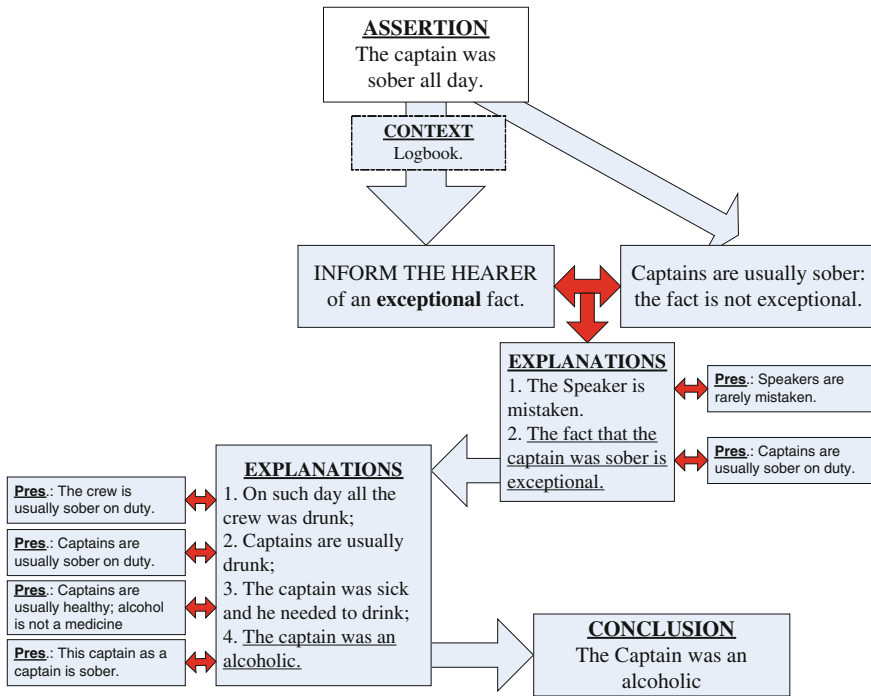 ASSERTION
The captain was
sober all day.
CONTEXT
Logbook.
INFORM THE HEARER
of an exceptional fact.
Captains are usually sober:
the fact is not exceptional.
EXPLANATIONS
1. The Speaker is
mistaken.
2. The fact that the
captain was sober is
exceptional.
Pres.: Speakers are
rarely mistaken.
Pres.: Captains are
usually sober on duty.
EXPLANATIONS
1. On such day all the
crew was drunk;
2. Captains are usually
drunk;
3. The captain was sick
and he needed to drink;
4. The captain was an
alcoholic.
Pres.: The crew is
usually sober on duty.
Pres.: Captains are
usually sober on duty.
Pres.: Captains are
usually healthy; alcohol
is not a medicine
Pres.: This captain as a
captain is sober.
CONCLUSION
The Captain was an
alcoholic